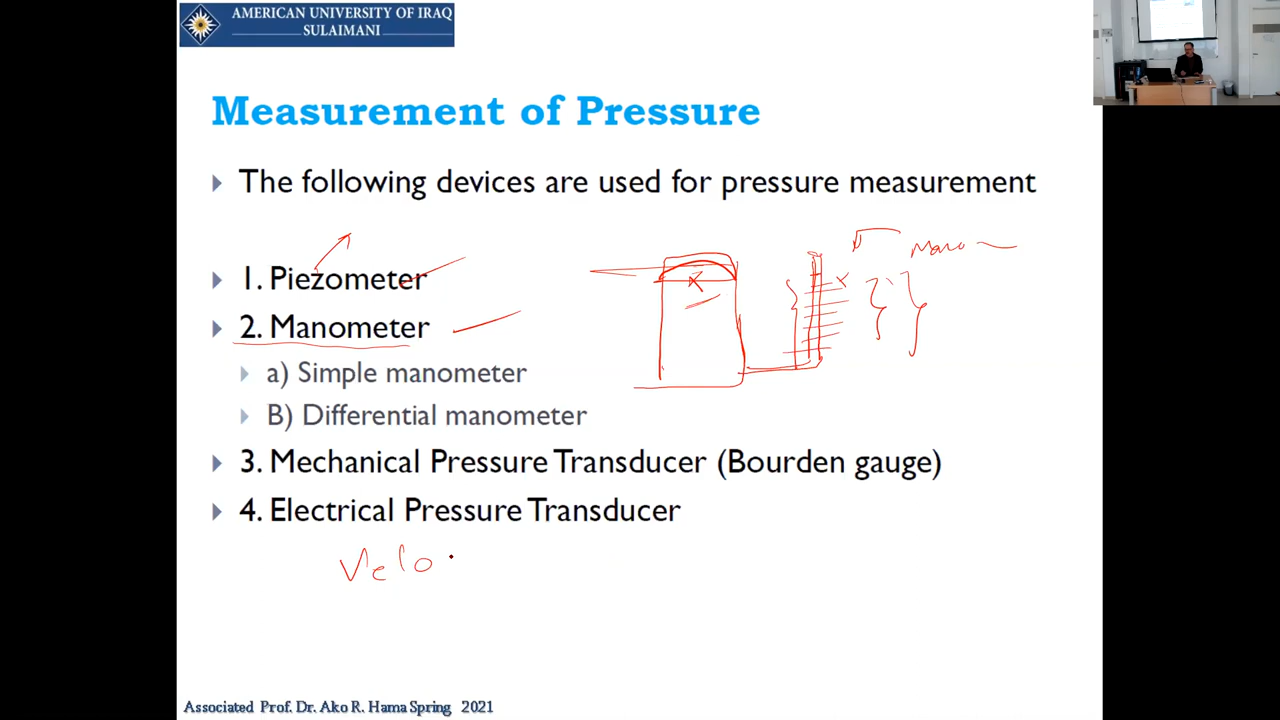 AMERICAN UNIVERSITY OF IRAQ
SULAIMANI
Measurement of Pressure
The following devices are used for pressure measurement
1. Piezometer
Mano
2. Manometer
a) Simple manometer
B) Differential manometer
3. Mechanical Pressure Transducer (Bourden gauge)
4. Electrical Pressure Transducer
Velo
Associated Prof. Dr. Ako R. Hama Spring 2021